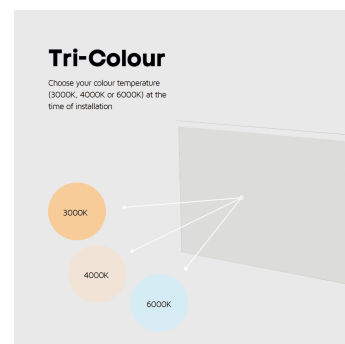 Tri-Colour
Choose your colour temperature
(3000K, 4000K or 6000K) at the
time of installation
3000K
4000K
6000K